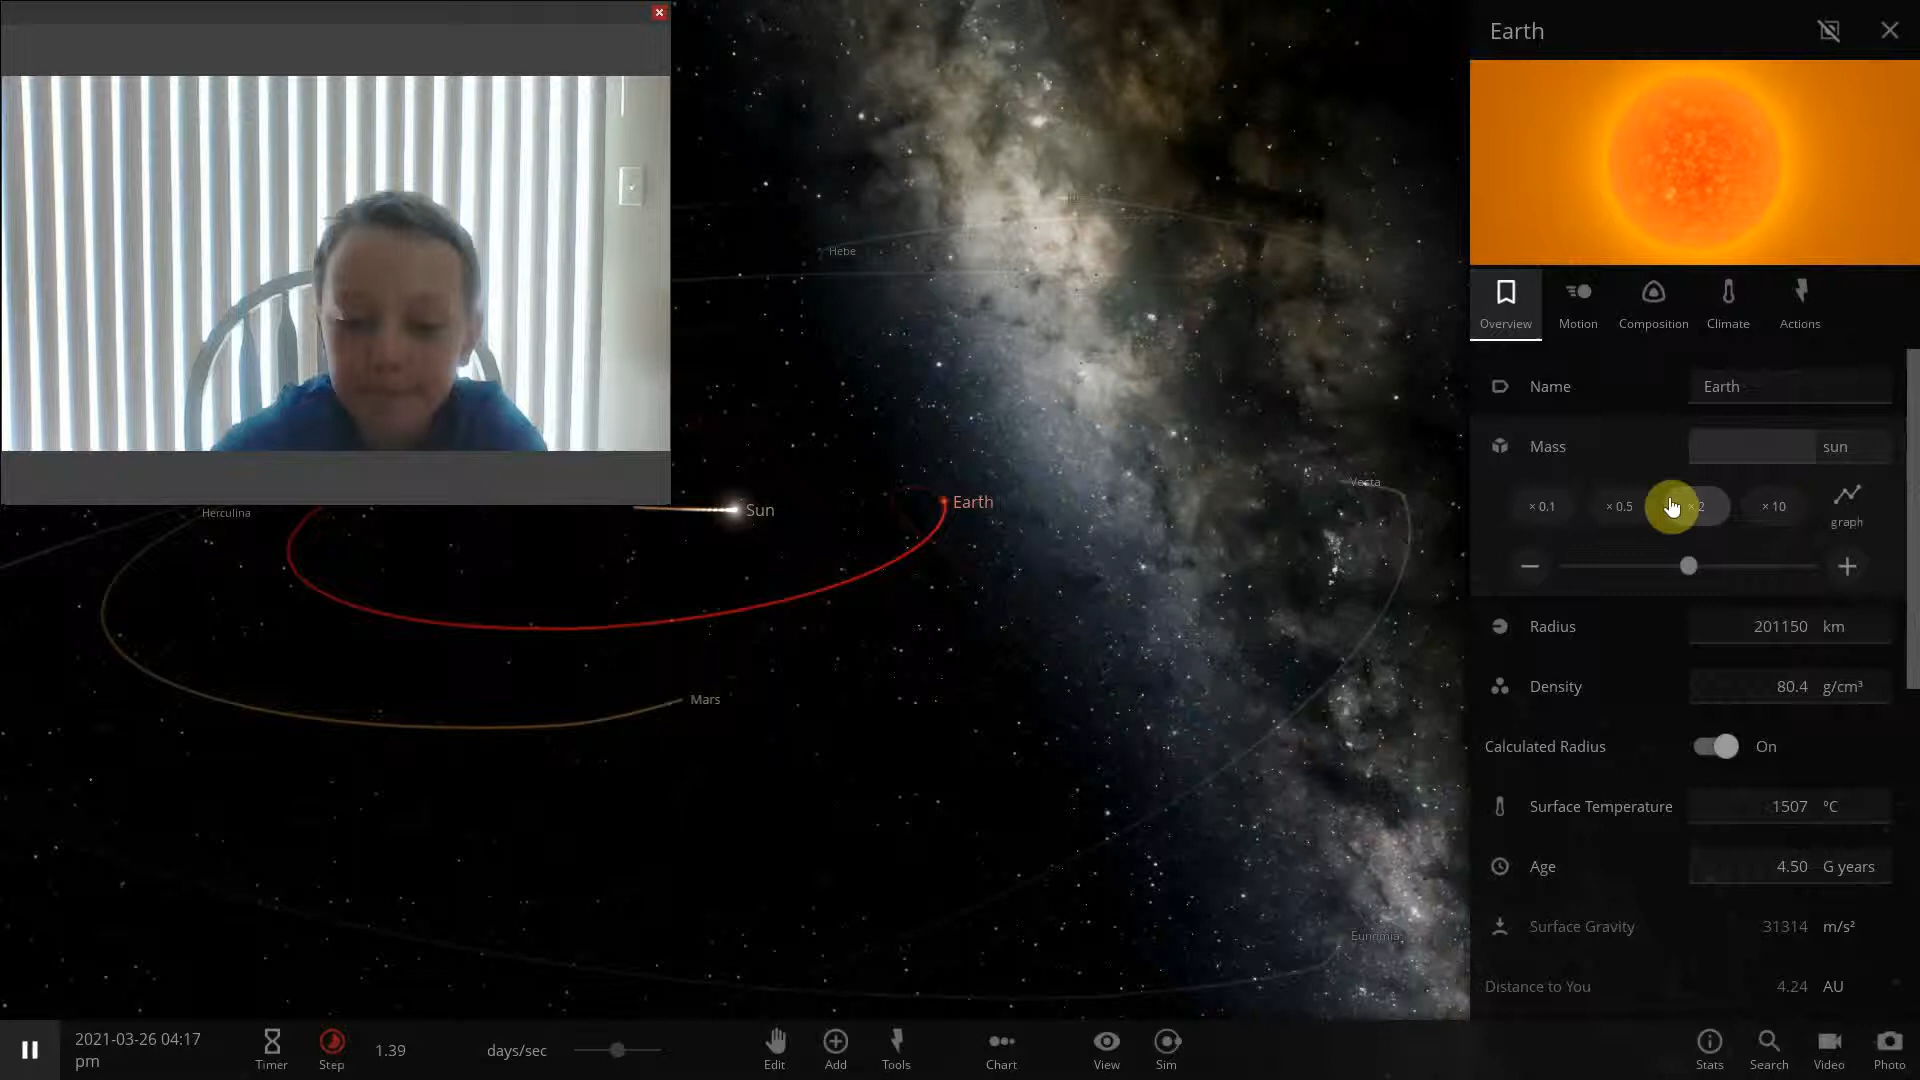 Earth
Overview
Motion
Composition
Climate
Actions
Name
Earth
Mass
sun
× 0.1
× 0.5
× 2
× 10
graph
Radius
201150 km
Density
80.4 g/cm³
Calculated Radius
On
Surface Temperature
1507 °C
Age
4.50 G years
Surface Gravity
31314 m/s²
Distance to You
4.24 AU
Hebe
Vesta
Herculina
Sun
Earth
Mars
Eunomia
2021-03-26 04:17
pm
Timer
Step
1.39
days/sec
Edit
Add
Tools
Chart
View
Sim
Stats
Search
Video
Photo